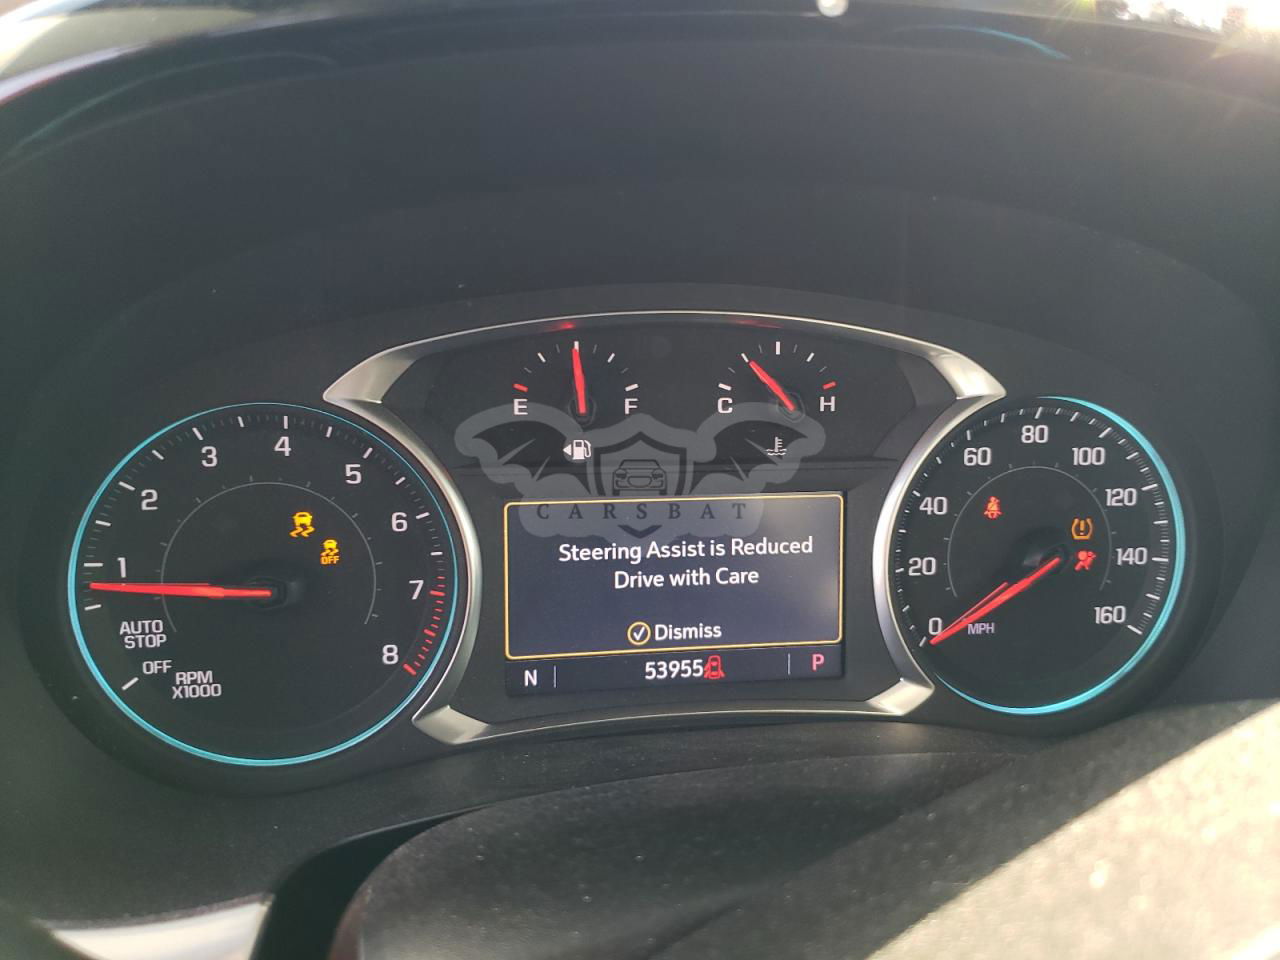 E F C H
1 2 3 4 5 6 7 8
AUTO
STOP
OFF
RPM
X1000
OFF
CARSBAT
Steering Assist is Reduced
Drive with Care
Dismiss
N 53955 P
0 20 40 60 80 100 120 140 160
MPH